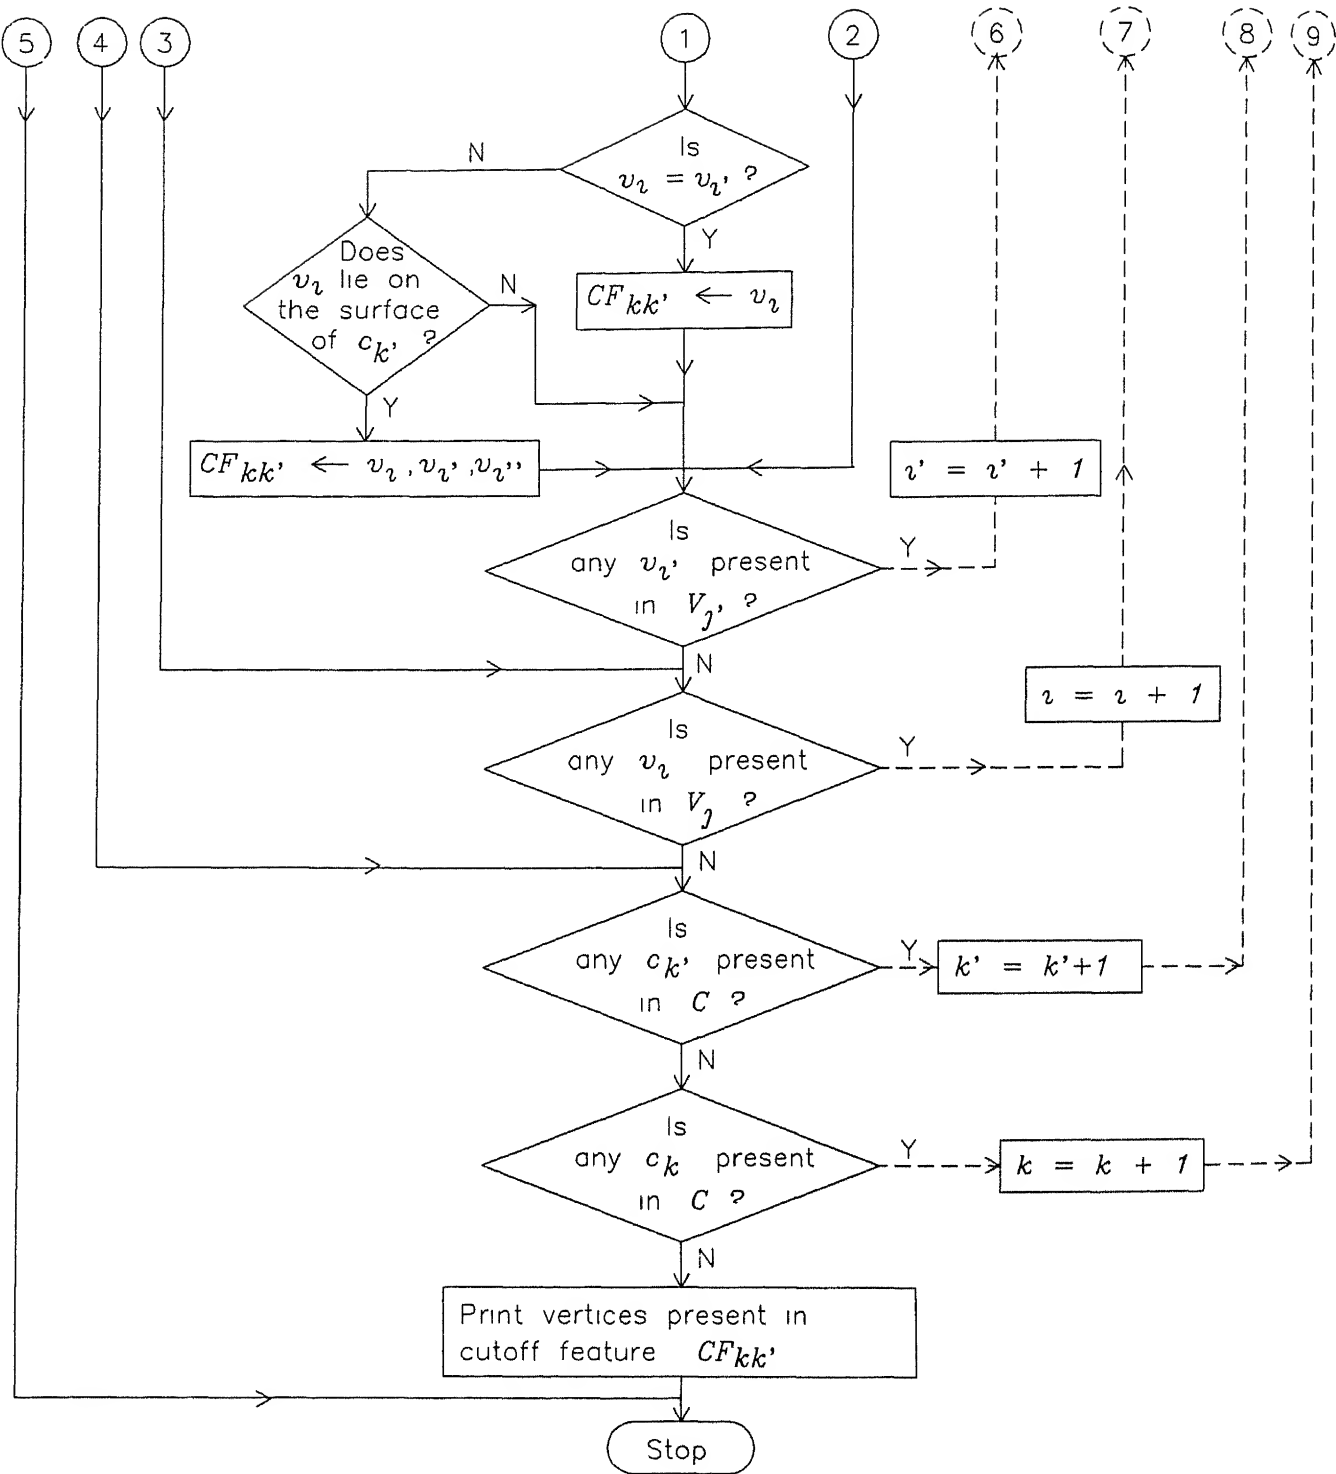 5
4
3
1
2
6
7
8
9
Is
v_i = v_i' ?
N
Y
Does
v_i lie on
the surface
of c_k' ?
N
Y
CF_kk' ← v_i
CF_kk' ← v_i , v_i' , v_i''
i' = i' + 1
Is
any v_i' present
in V_j' ?
Y
N
i = i + 1
Is
any v_i present
in V_j ?
Y
N
Is
any c_k' present
in C ?
Y
k' = k'+1
N
Is
any c_k present
in C ?
Y
k = k + 1
N
Print vertices present in
cutoff feature CF_kk'
Stop